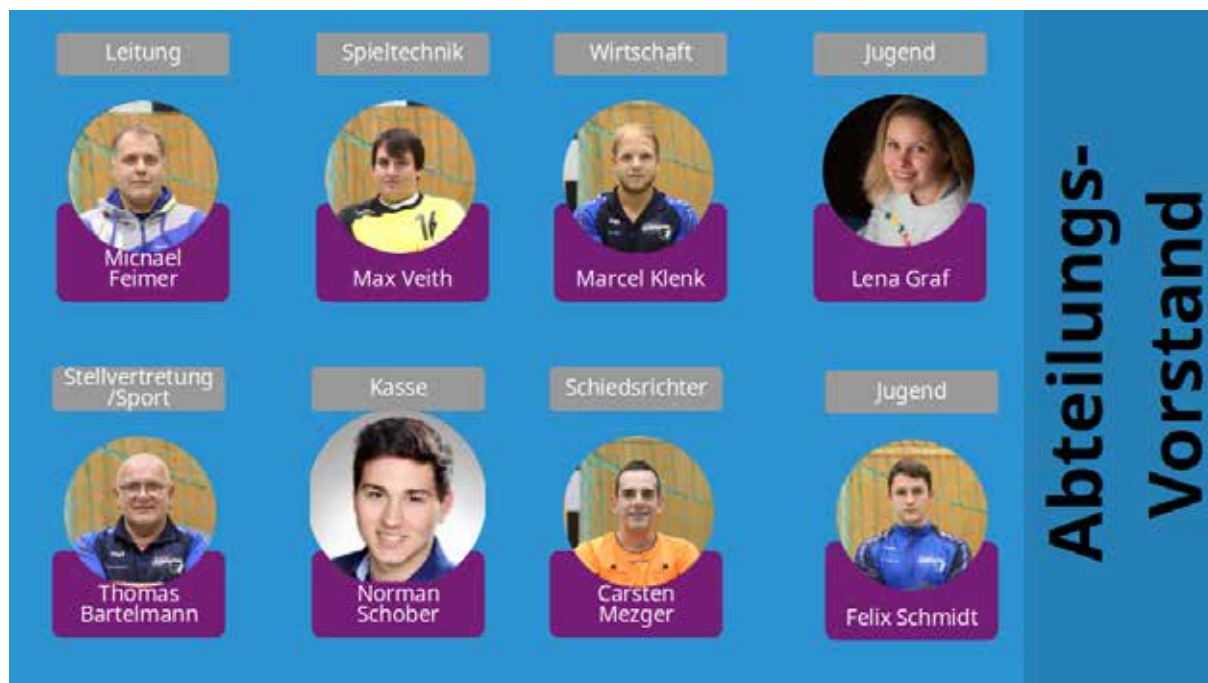 Leitung
Spieltechnik
Wirtschaft
Jugend
Michael
Feimer
Max Veith
Marcel Klenk
Lena Graf
Stellvertretung
/Sport
Kasse
Schiedsrichter
Jugend
Thomas
Bartelmann
Norman
Schober
Carsten
Mezger
Felix Schmidt
Abteilungs-
Vorstand
16